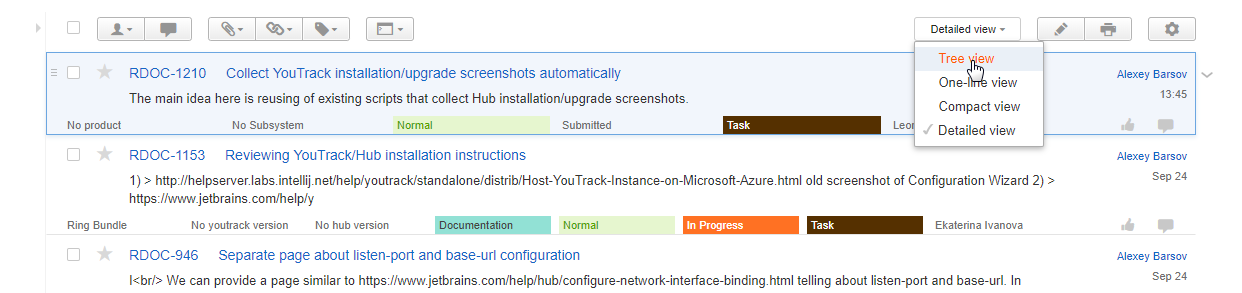 Detailed view
Tree view
One-line view
Compact view
Detailed view
RDOC-1210 Collect YouTrack installation/upgrade screenshots automatically
Alexey Barsov
The main idea here is reusing of existing scripts that collect Hub installation/upgrade screenshots.
13:45
No product No Subsystem Normal Submitted Task
RDOC-1153 Reviewing YouTrack/Hub installation instructions
Alexey Barsov
1) > http://helpserver.labs.intellij.net/help/youtrack/standalone/distrib/Host-YouTrack-Instance-on-Microsoft-Azure.html old screenshot of Configuration Wizard 2) >
Sep 24
https://www.jetbrains.com/help/y
Ring Bundle No youtrack version No hub version Documentation Normal In Progress Task Ekaterina Ivanova
RDOC-946 Separate page about listen-port and base-url configuration
Alexey Barsov
I<br/> We can provide a page similar to https://www.jetbrains.com/help/hub/configure-network-interface-binding.html telling about listen-port and base-url. In
Sep 24